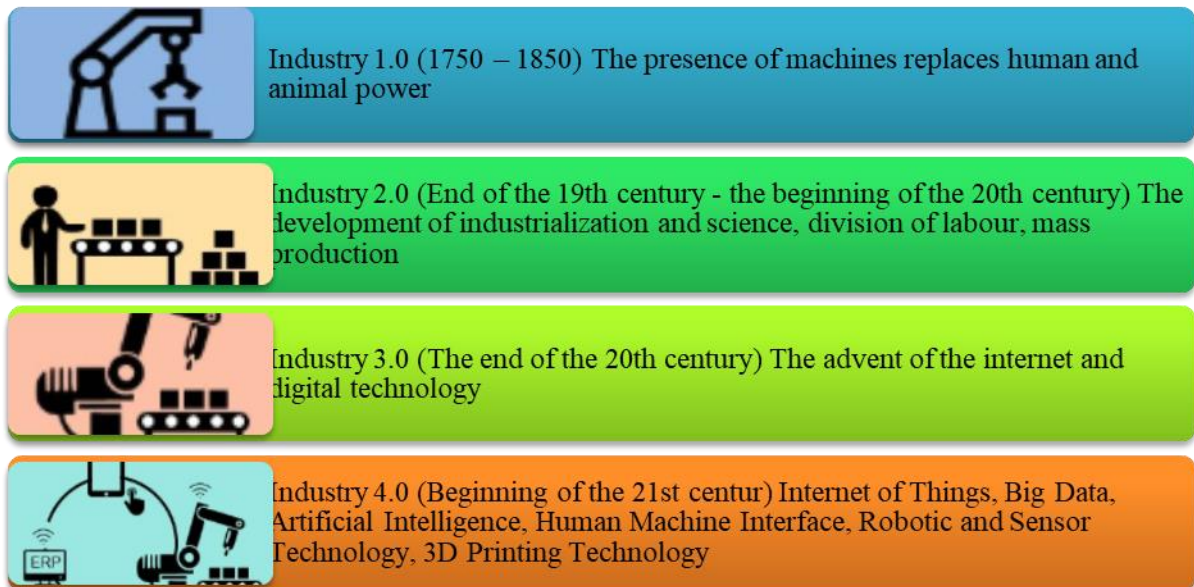 Industry 1.0 (1750 – 1850) The presence of machines replaces human and
animal power
Industry 2.0 (End of the 19th century - the beginning of the 20th century) The
development of industrialization and science, division of labour, mass
production
Industry 3.0 (The end of the 20th century) The advent of the internet and
digital technology
Industry 4.0 (Beginning of the 21st centur) Internet of Things, Big Data,
Artificial Intelligence, Human Machine Interface, Robotic and Sensor
Technology, 3D Printing Technology
ERP